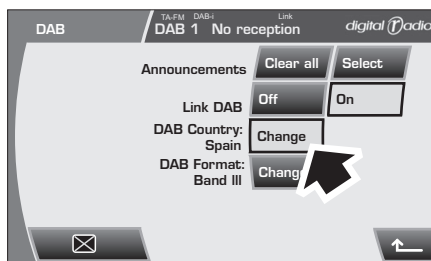 TA-FM DAB-i Link
DAB DAB 1 No reception digital radio
Announcements Clear all Select
Link DAB Off On
DAB Country:
Spain Change
DAB Format:
Band III Chang